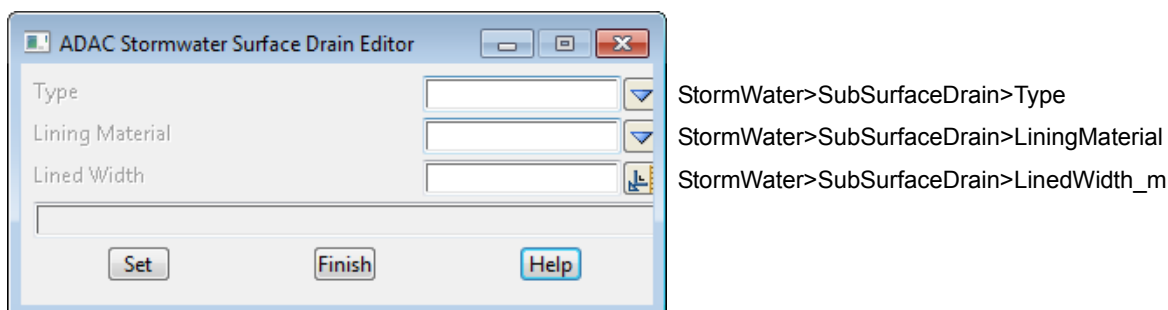 ADAC Stormwater Surface Drain Editor
Type StormWater>SubSurfaceDrain>Type
Lining Material StormWater>SubSurfaceDrain>LiningMaterial
Lined Width StormWater>SubSurfaceDrain>LinedWidth_m
Set Finish Help